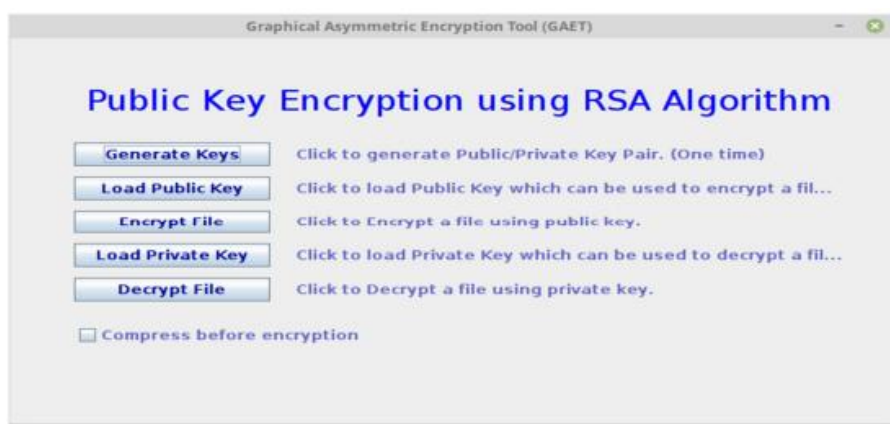 Graphical Asymmetric Encryption Tool (GAET)
Public Key Encryption using RSA Algorithm
Generate Keys Click to generate Public/Private Key Pair. (One time)
Load Public Key Click to load Public Key which can be used to encrypt a fil...
Encrypt File Click to Encrypt a file using public key.
Load Private Key Click to load Private Key which can be used to decrypt a fil...
Decrypt File Click to Decrypt a file using private key.
Compress before encryption